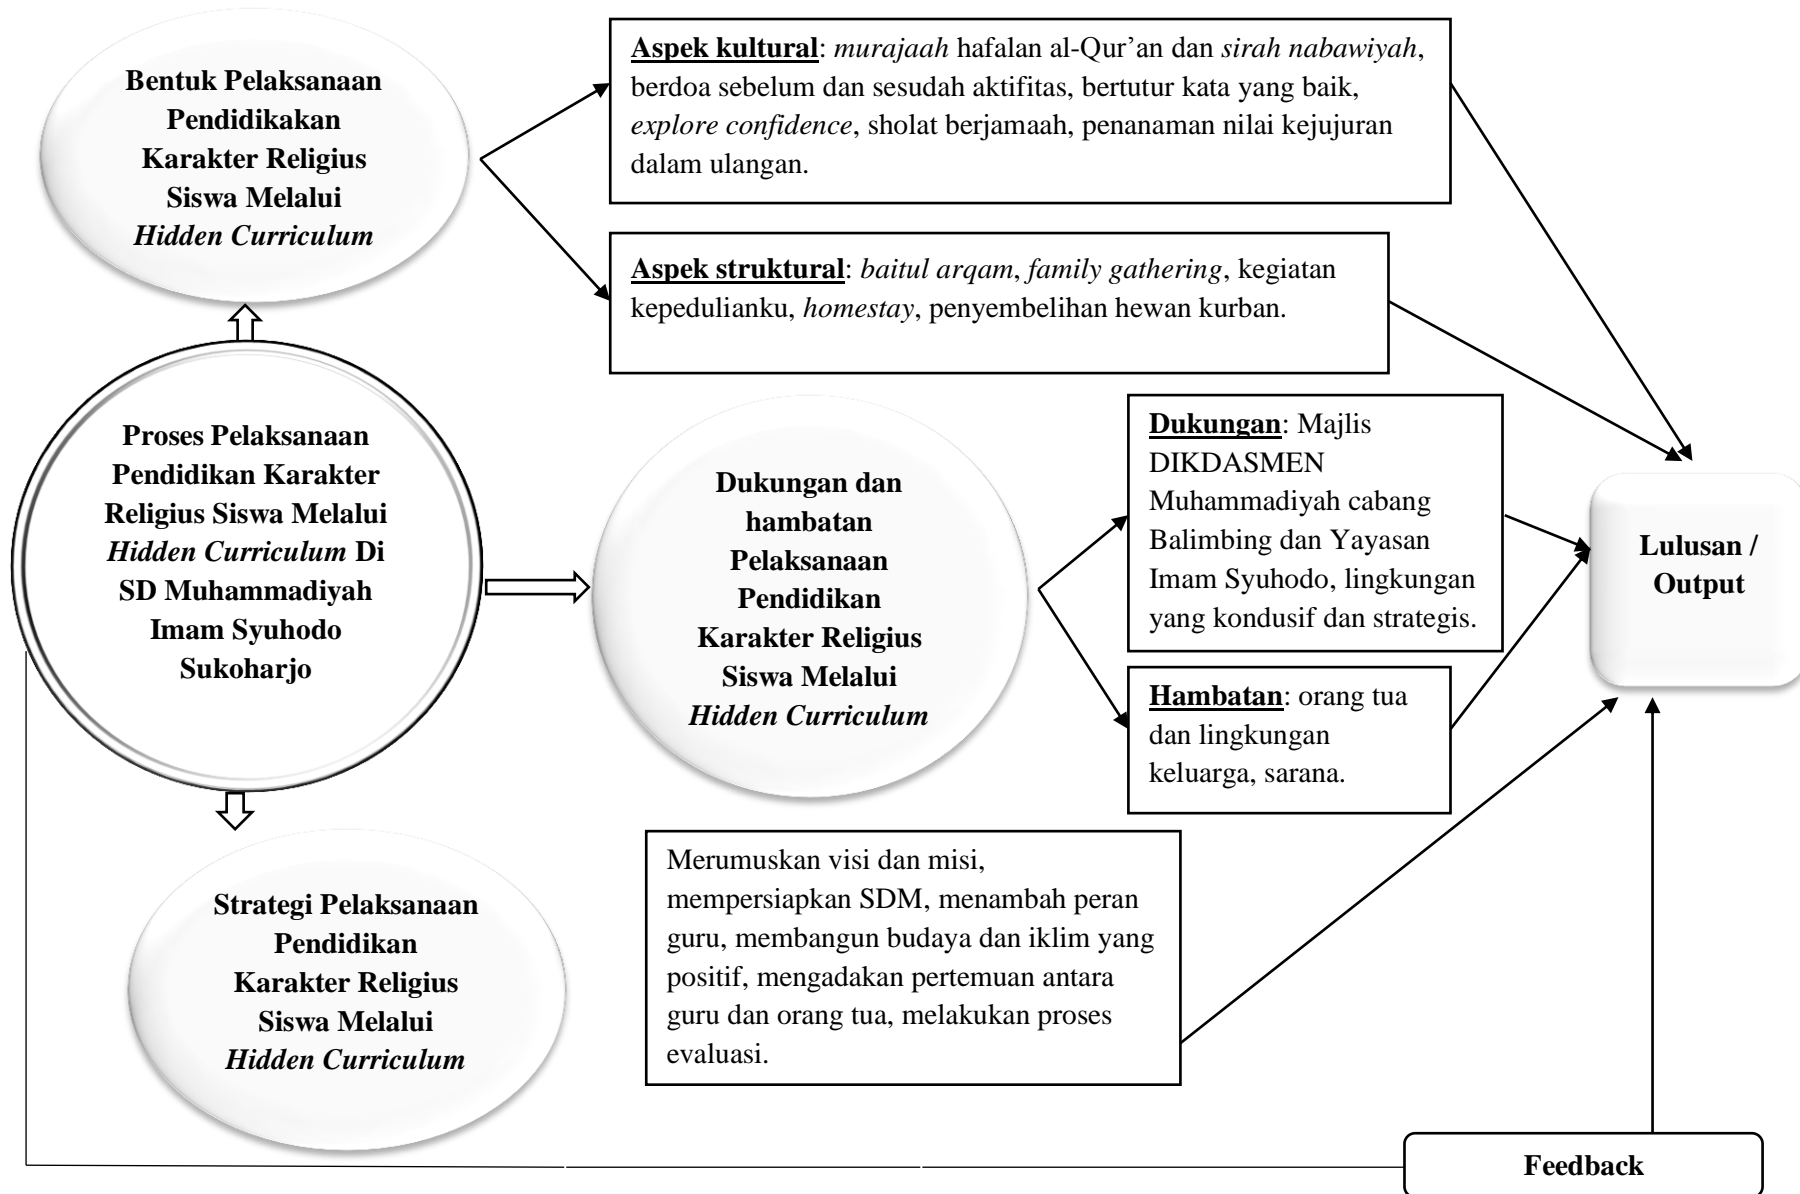 Bentuk Pelaksanaan
Pendidikakan
Karakter Religius
Siswa Melalui
Hidden Curriculum
Aspek kultural: murajaah hafalan al-Qur’an dan sirah nabawiyah,
berdoa sebelum dan sesudah aktifitas, bertutur kata yang baik,
explore confidence, sholat berjamaah, penanaman nilai kejujuran
dalam ulangan.
Aspek struktural: baitul arqam, family gathering, kegiatan
kepedulianku, homestay, penyembelihan hewan kurban.
Proses Pelaksanaan
Pendidikan Karakter
Religius Siswa Melalui
Hidden Curriculum Di
SD Muhammadiyah
Imam Syuhodo
Sukoharjo
Dukungan dan
hambatan
Pelaksanaan
Pendidikan
Karakter Religius
Siswa Melalui
Hidden Curriculum
Dukungan: Majlis
DIKDASMEN
Muhammadiyah cabang
Balimbing dan Yayasan
Imam Syuhodo, lingkungan
yang kondusif dan strategis.
Hambatan: orang tua
dan lingkungan
keluarga, sarana.
Lulusan /
Output
Strategi Pelaksanaan
Pendidikan
Karakter Religius
Siswa Melalui
Hidden Curriculum
Merumuskan visi dan misi,
mempersiapkan SDM, menambah peran
guru, membangun budaya dan iklim yang
positif, mengadakan pertemuan antara
guru dan orang tua, melakukan proses
evaluasi.
Feedback